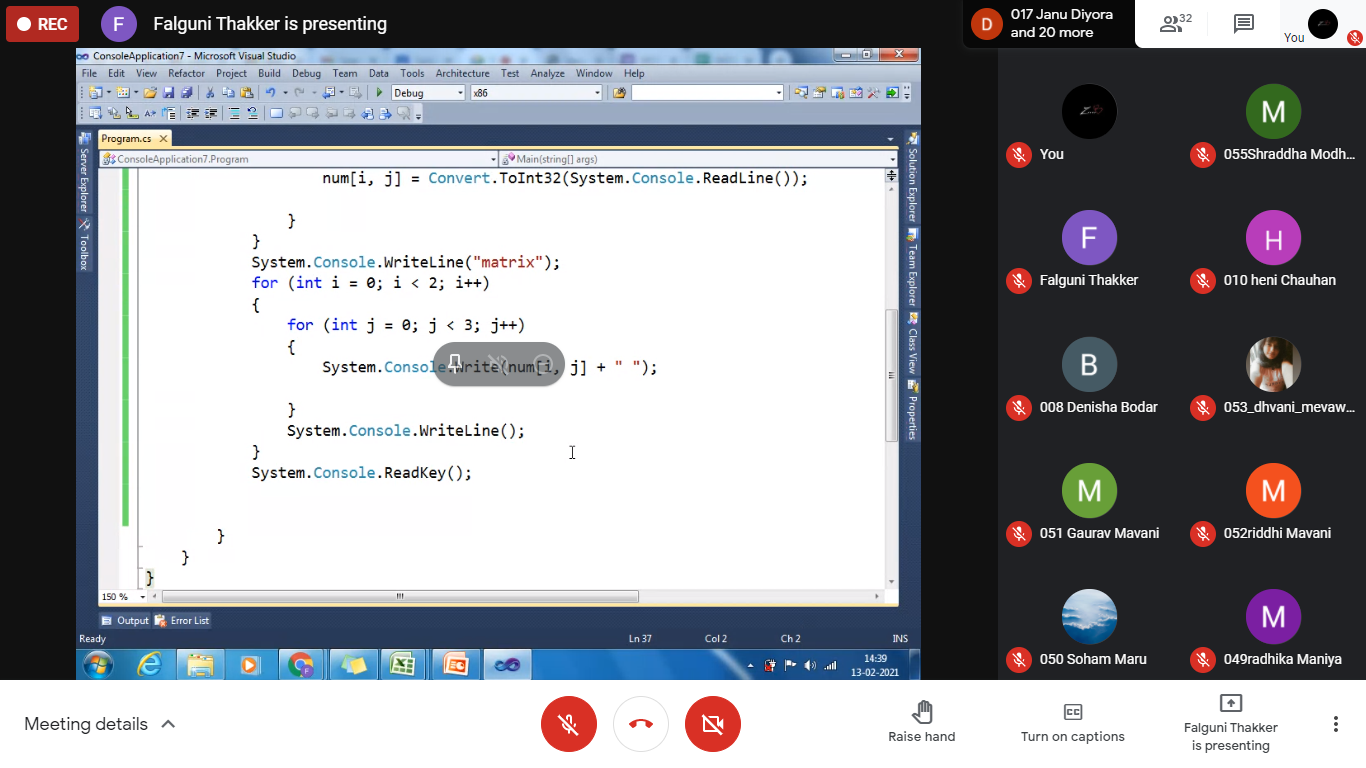 REC
F
Falguni Thakker is presenting
D
017 Janu Diyora
and 20 more
32
You
ConsoleApplication7 - Microsoft Visual Studio
File Edit View Refactor Project Build Debug Team Data Tools Architecture Test Analyze Window Help
Debug x86
Program.cs
ConsoleApplication7.Program Main(string[] args)
Server Explorer
Toolbox
Solution Explorer
Team Explorer
Class View
Properties
num[i, j] = Convert.ToInt32(System.Console.ReadLine());
}
}
System.Console.WriteLine("matrix");
for (int i = 0; i < 2; i++)
{
for (int j = 0; j < 3; j++)
{
System.Console.Write(num[i, j] + " ");
}
System.Console.WriteLine();
}
System.Console.ReadKey();
}
}
}
150 %
Output Error List
Ready Ln 37 Col 2 Ch 2 INS
14:39
13-02-2021
You
M
055Shraddha Modh...
F
Falguni Thakker
H
010 heni Chauhan
B
008 Denisha Bodar
053_dhvani_mevaw...
M
051 Gaurav Mavani
M
052riddhi Mavani
050 Soham Maru
M
049radhika Maniya
Meeting details
Raise hand
Turn on captions
Falguni Thakker
is presenting